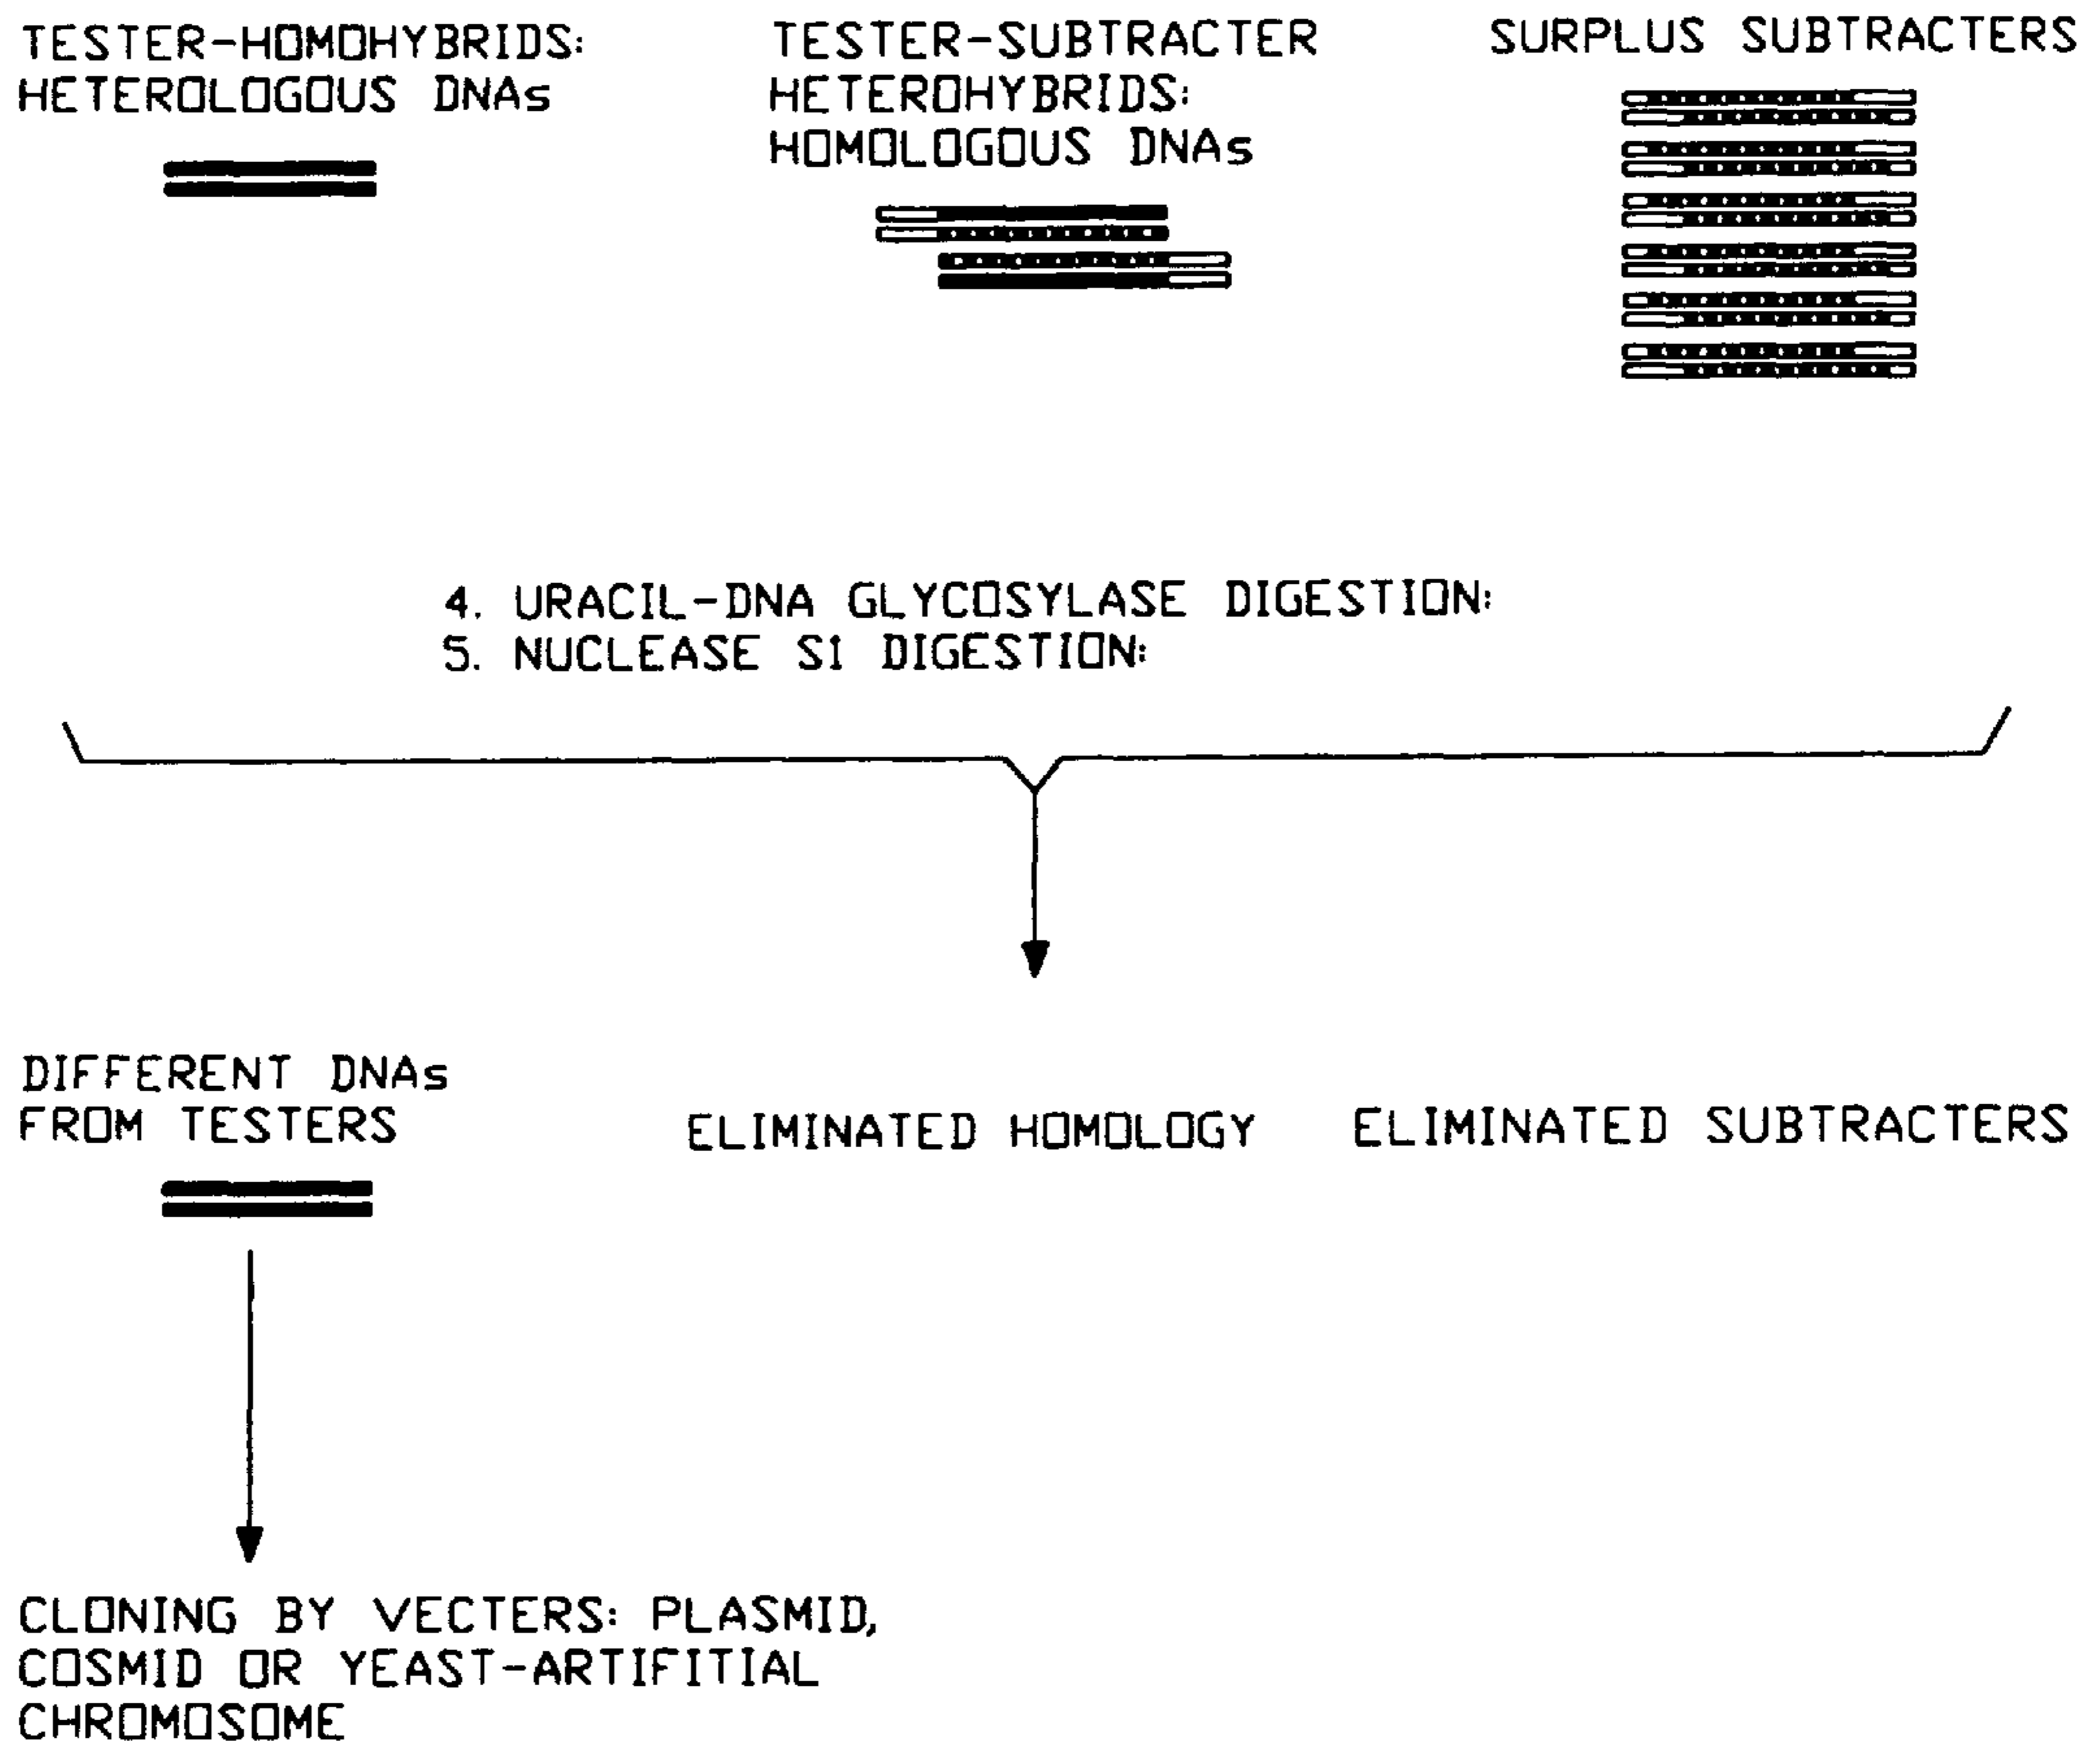 TESTER-HOMOHYBRIDS:
HETEROLOGOUS DNAs
TESTER-SUBTRACTER
HETEROHYBRIDS:
HOMOLOGOUS DNAs
SURPLUS SUBTRACTERS
4. URACIL-DNA GLYCOSYLASE DIGESTION:
5. NUCLEASE S1 DIGESTION:
DIFFERENT DNAs
FROM TESTERS
ELIMINATED HOMOLOGY
ELIMINATED SUBTRACTERS
CLONING BY VECTERS: PLASMID,
COSMID OR YEAST-ARTIFITIAL
CHROMOSOME